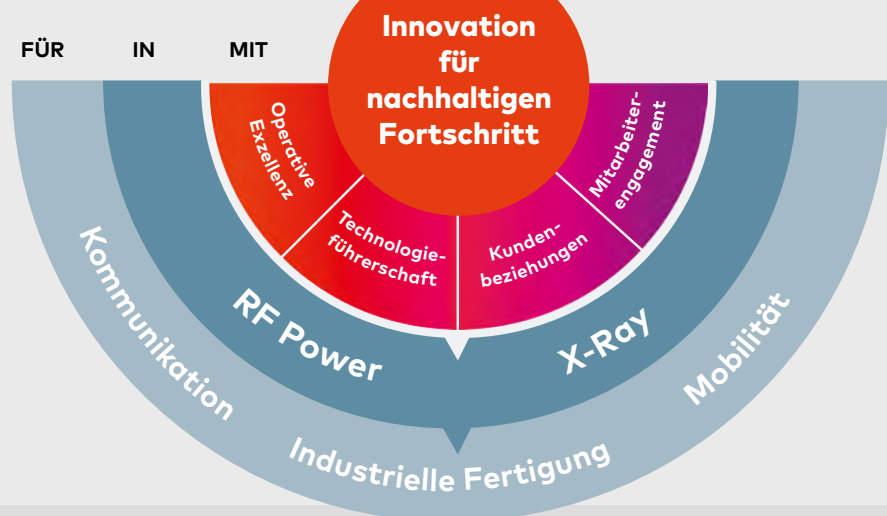 FÜR IN MIT
Innovation
für
nachhaltigen
Fortschritt
Operative
Exzellenz
Technologie-
führerschaft
Kunden-
beziehungen
Mitarbeiter-
engagement
RF Power
X-Ray
Kommunikation
Industrielle Fertigung
Mobilität